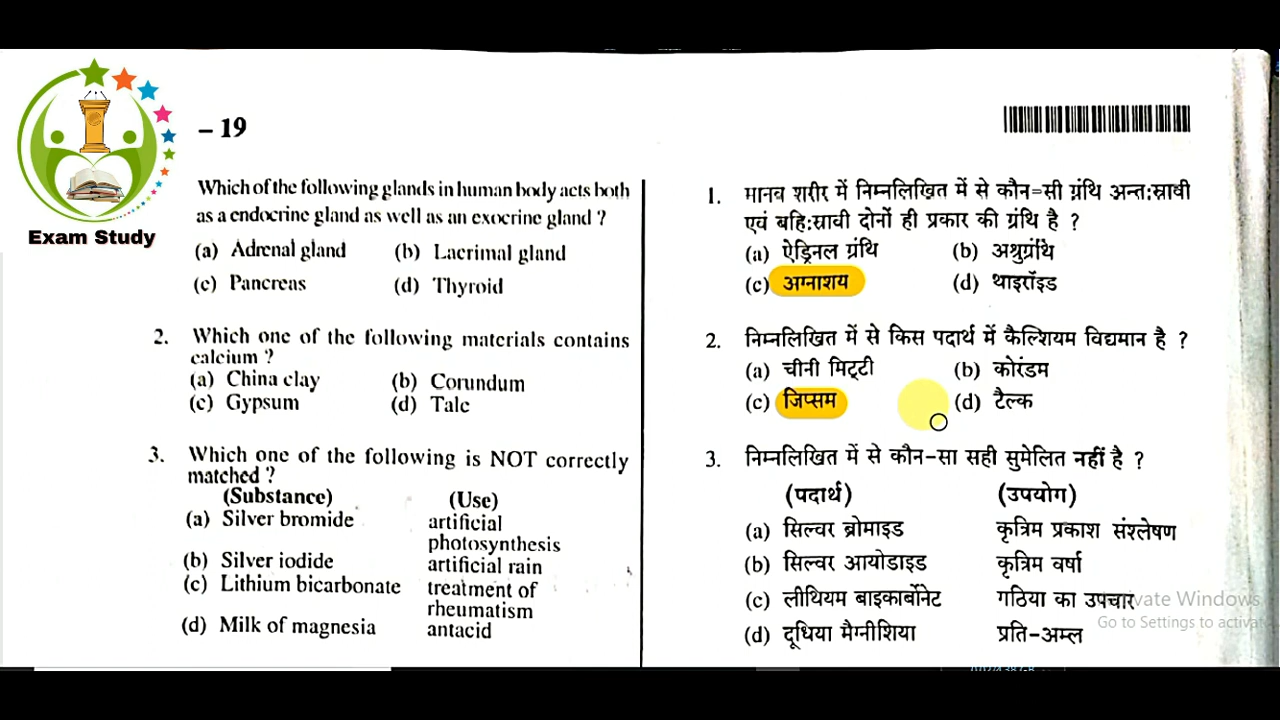 Exam Study
– 19
Which of the following glands in human body acts both
as a endocrine gland as well as an exocrine gland ?
(a) Adrenal gland (b) Lacrimal gland
(c) Pancreas (d) Thyroid
2. Which one of the following materials contains
calcium ?
(a) China clay (b) Corundum
(c) Gypsum (d) Talc
3. Which one of the following is NOT correctly
matched ?
(Substance) (Use)
(a) Silver bromide artificial
photosynthesis
(b) Silver iodide artificial rain
(c) Lithium bicarbonate treatment of
rheumatism
(d) Milk of magnesia antacid
1. मानव शरीर में निम्नलिखित में से कौन-सी ग्रंथि अन्तःस्रावी
एवं बहिःस्रावी दोनों ही प्रकार की ग्रंथि है ?
(a) ऐड्रिनल ग्रंथि (b) अश्रुग्रंथि
(c) अग्नाशय (d) थाइरॉइड
2. निम्नलिखित में से किस पदार्थ में कैल्शियम विद्यमान है ?
(a) चीनी मिट्टी (b) कोरंडम
(c) जिप्सम (d) टैल्क
3. निम्नलिखित में से कौन-सा सही सुमेलित नहीं है ?
(पदार्थ) (उपयोग)
(a) सिल्वर ब्रोमाइड कृत्रिम प्रकाश संश्लेषण
(b) सिल्वर आयोडाइड कृत्रिम वर्षा
(c) लीथियम बाइकार्बोनेट गठिया का उपचार
(d) दूधिया मैग्नीशिया प्रति-अम्ल
Activate Windows
Go to Settings to activat